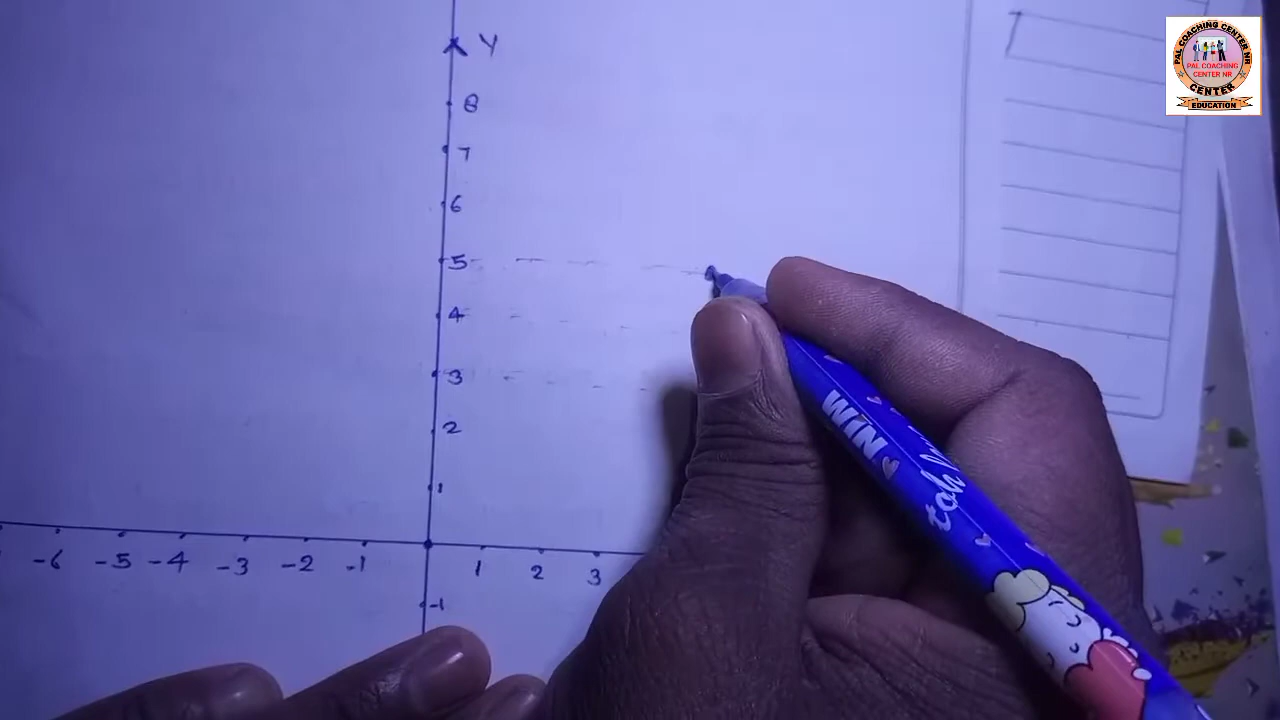 Y
8
7
6
5
4
3
2
1
-6 -5 -4 -3 -2 -1 1 2 3
-1
WIN
PAL COACHING CENTER NR
PAL COACHING
CENTER NR
CENTER
EDUCATION